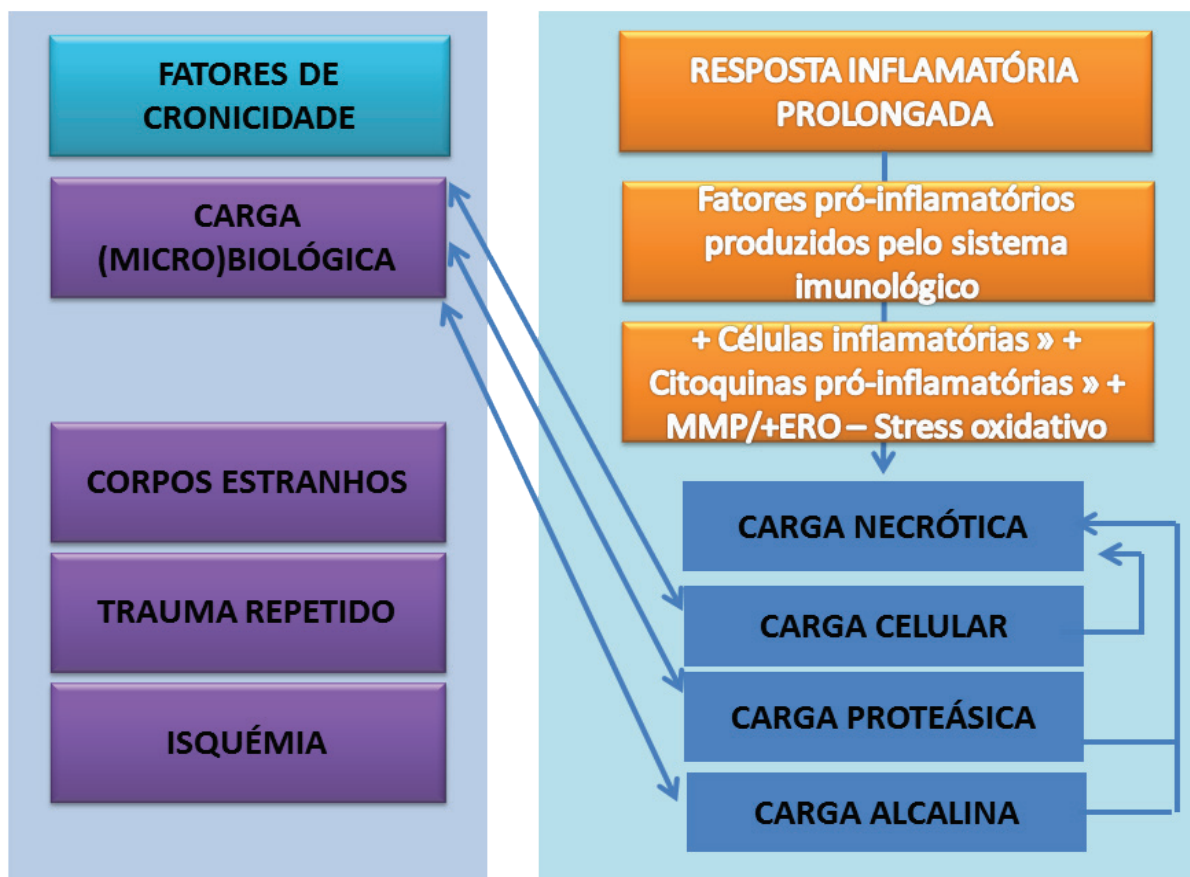 FATORES DE
CRONICIDADE
CARGA
(MICRO)BIOLÓGICA
CORPOS ESTRANHOS
TRAUMA REPETIDO
ISQUÉMIA
RESPOSTA INFLAMATÓRIA
PROLONGADA
Fatores pró-inflamatórios
produzidos pelo sistema
imunológico
+ Células inflamatórias » +
Citoquinas pró-inflamatórias » +
MMP/+ERO – Stress oxidativo
CARGA NECRÓTICA
CARGA CELULAR
CARGA PROTEÁSICA
CARGA ALCALINA